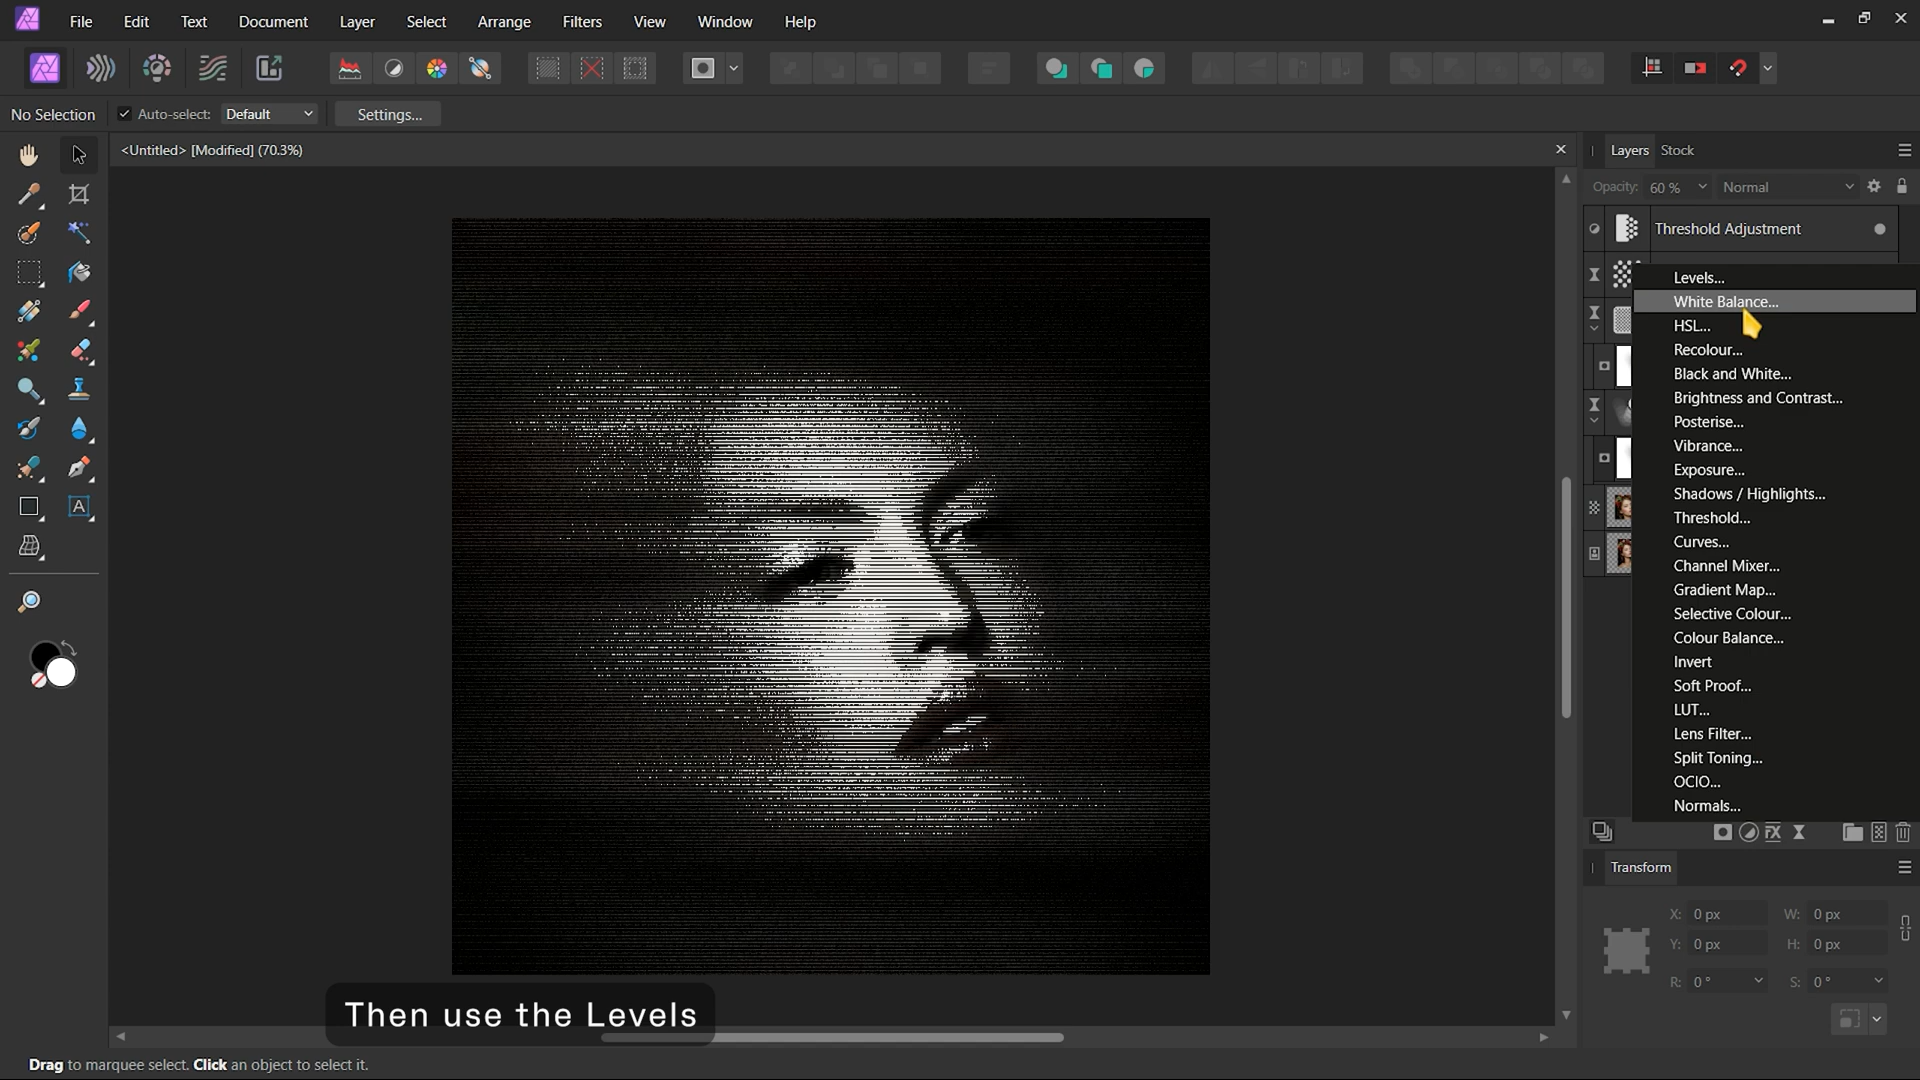 File Edit Text Document Layer Select Arrange Filters View Window Help
No Selection Auto-select: Default Settings...
<Untitled> [Modified] (70.3%)
Layers Stock
Opacity: 60 % Normal
Threshold Adjustment
Levels...
White Balance...
HSL...
Recolour...
Black and White...
Brightness and Contrast...
Posterise...
Vibrance...
Exposure...
Shadows / Highlights...
Threshold...
Curves...
Channel Mixer...
Gradient Map...
Selective Colour...
Colour Balance...
Invert
Soft Proof...
LUT...
Lens Filter...
Split Toning...
OCIO...
Normals...
FX
Transform
X: 0 px W: 0 px
Y: 0 px H: 0 px
R: 0 ° S: 0 °
Then use the Levels
Drag to marquee select. Click an object to select it.